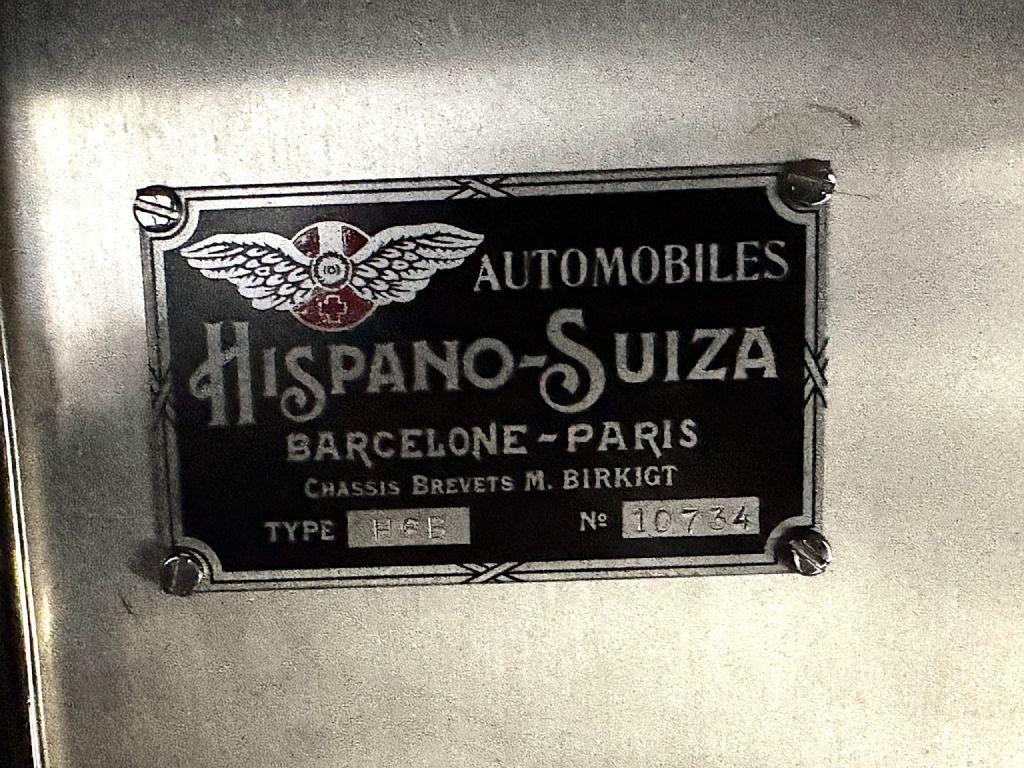 AUTOMOBILES
HISPANO-SUIZA
BARCELONE-PARIS
CHASSIS BREVETS M. BIRKIGT
TYPE H6B Nº 10734